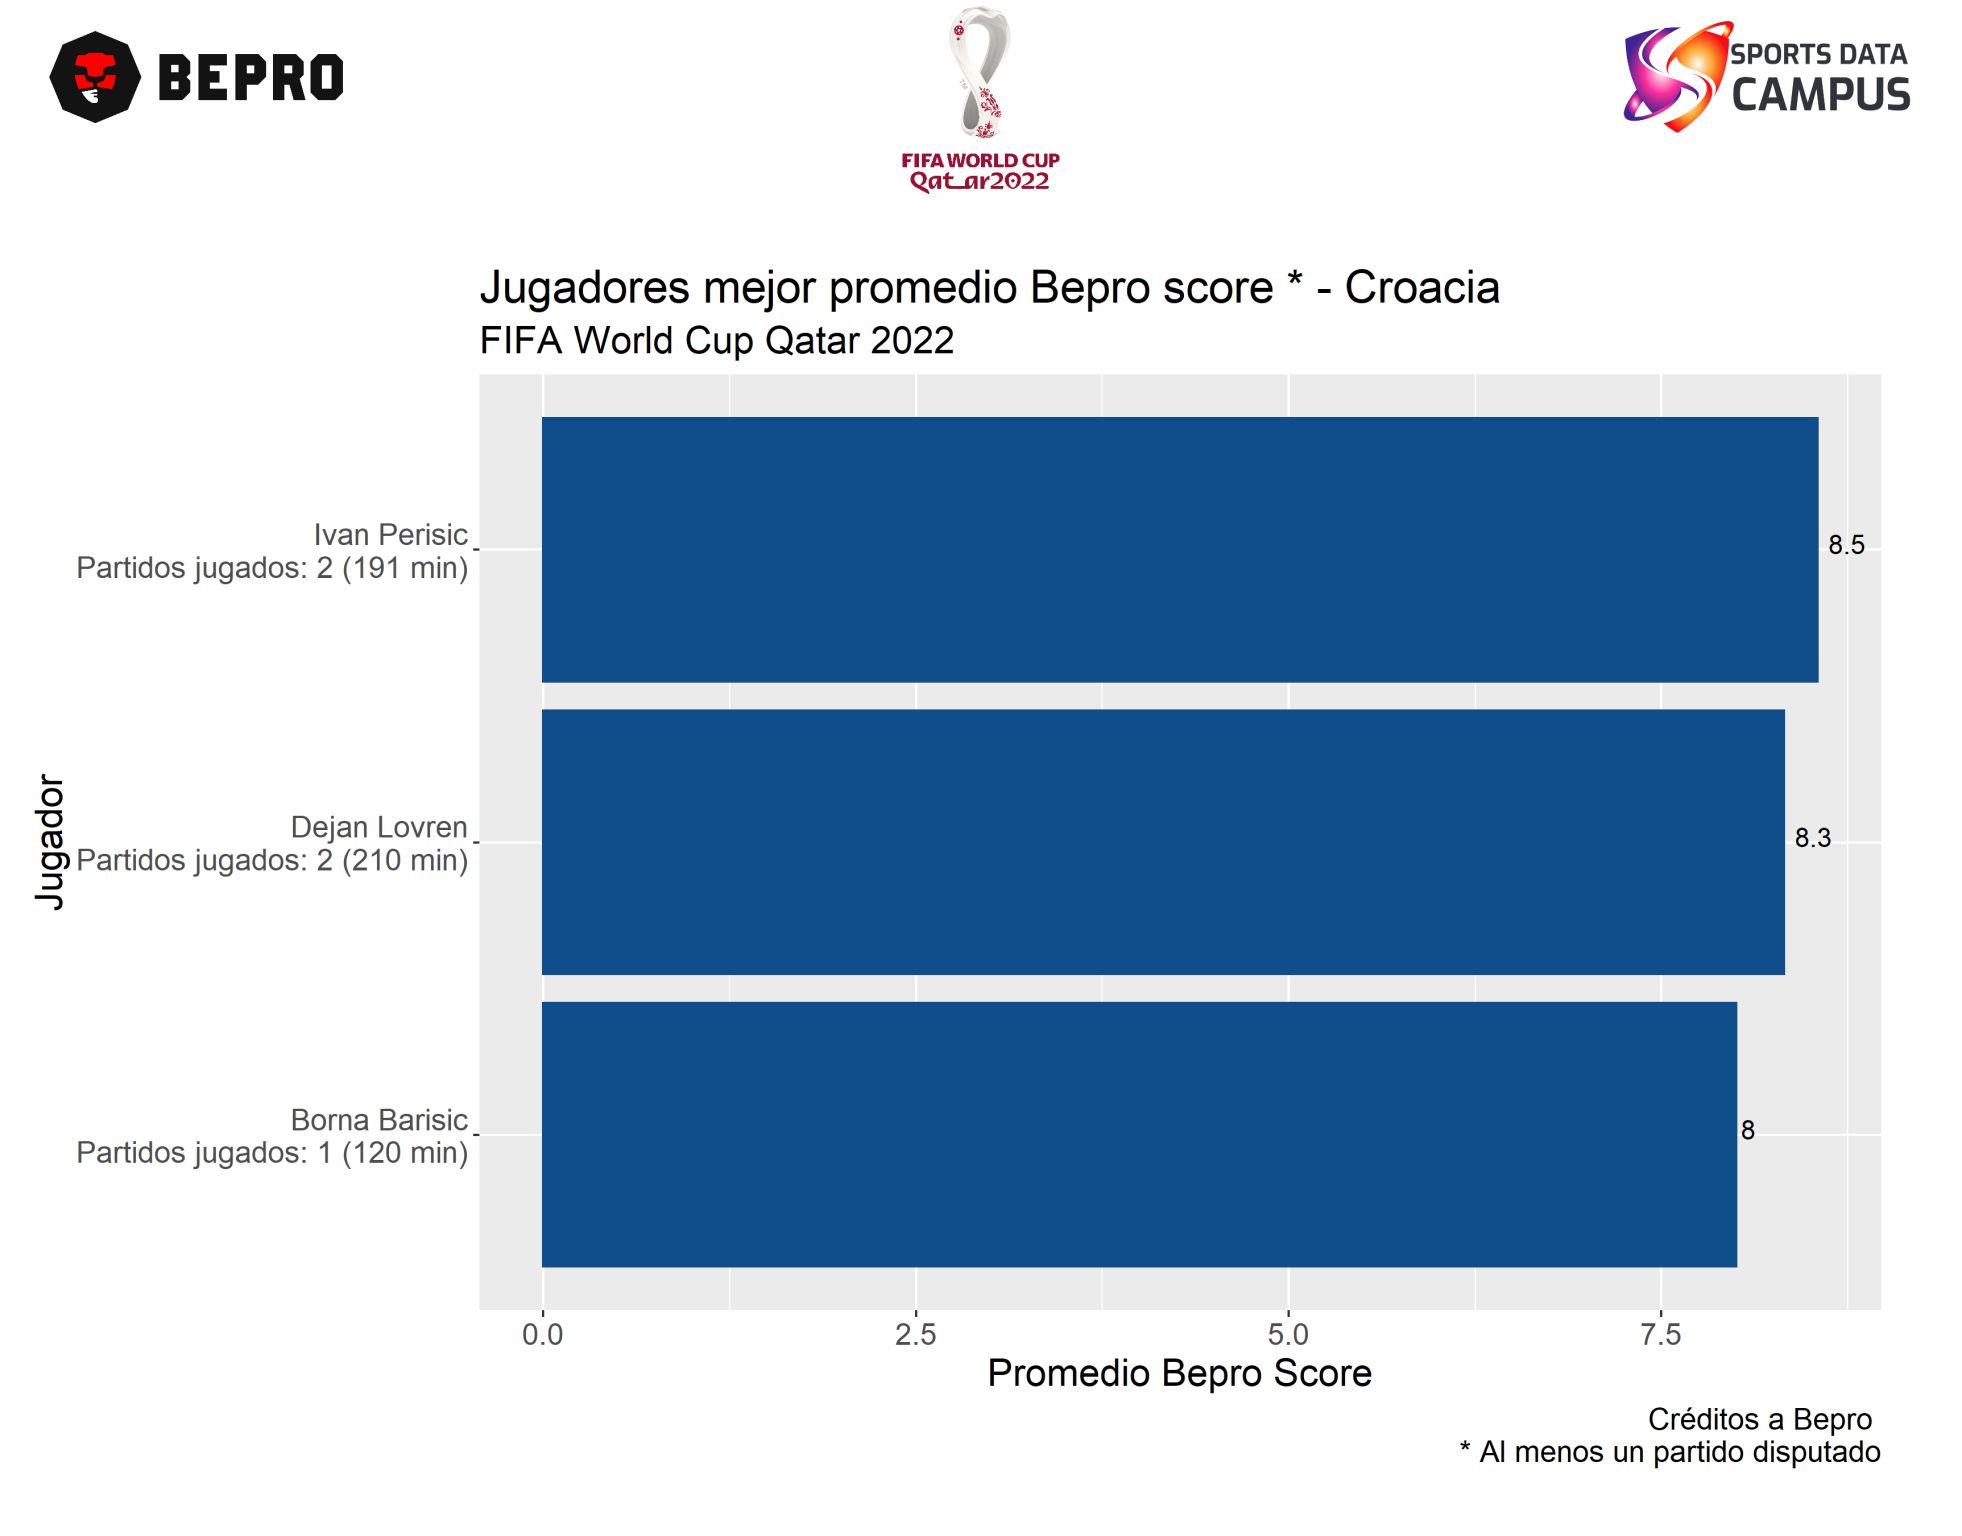 BEPRO
TM
FIFA WORLD CUP
Qatar2022
SPORTS DATA
CAMPUS
Jugadores mejor promedio Bepro score * - Croacia
FIFA World Cup Qatar 2022
Jugador
Ivan Perisic
Partidos jugados: 2 (191 min)
8.5
Dejan Lovren
Partidos jugados: 2 (210 min)
8.3
Borna Barisic
Partidos jugados: 1 (120 min)
8
0.0 2.5 5.0 7.5
Promedio Bepro Score
Créditos a Bepro
* Al menos un partido disputado